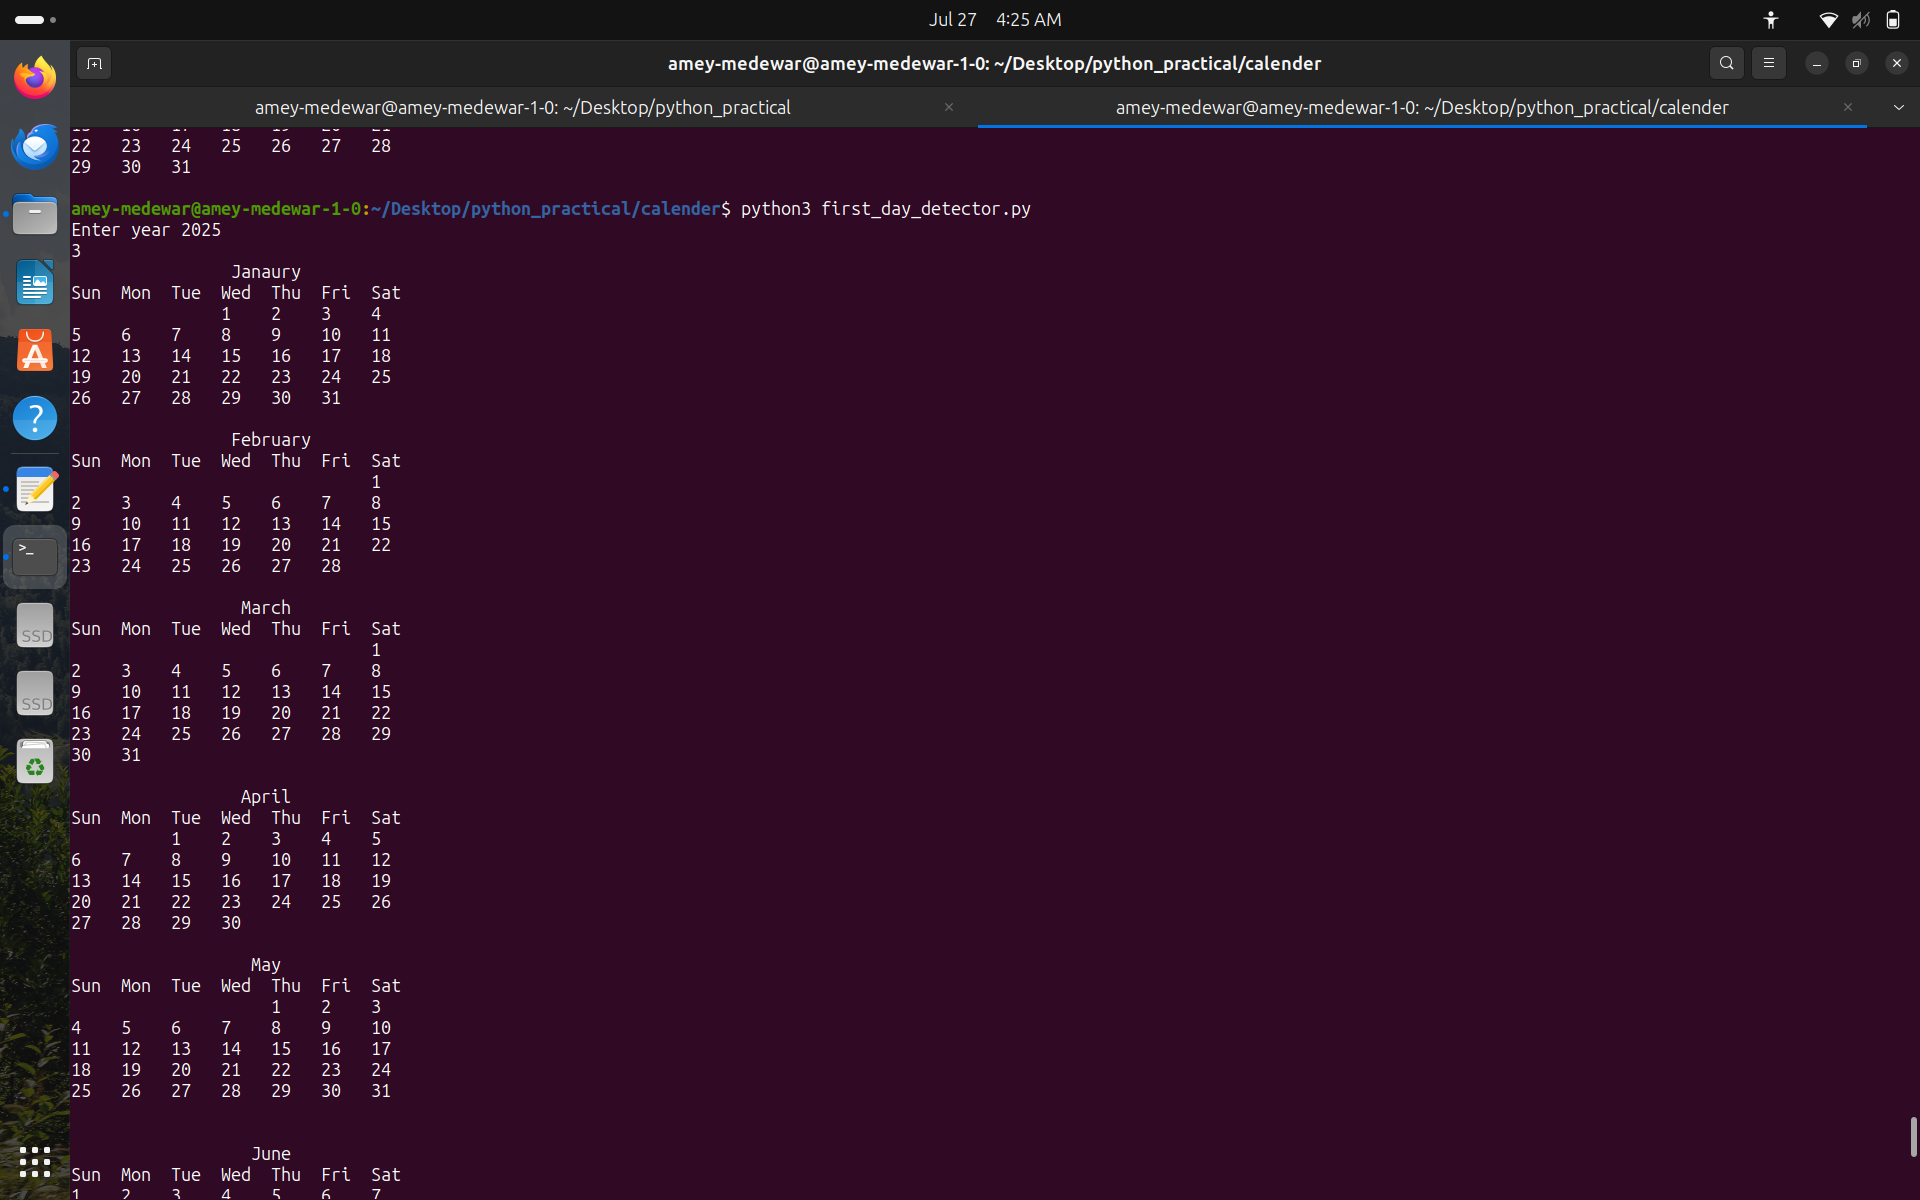 Jul 27 4:25 AM
amey-medewar@amey-medewar-1-0: ~/Desktop/python_practical/calender
amey-medewar@amey-medewar-1-0: ~/Desktop/python_practical × amey-medewar@amey-medewar-1-0: ~/Desktop/python_practical/calender ×
22 23 24 25 26 27 28
29 30 31
amey-medewar@amey-medewar-1-0:~/Desktop/python_practical/calender$ python3 first_day_detector.py
Enter year 2025
3
Janaury
Sun Mon Tue Wed Thu Fri Sat
1 2 3 4
5 6 7 8 9 10 11
12 13 14 15 16 17 18
19 20 21 22 23 24 25
26 27 28 29 30 31
February
Sun Mon Tue Wed Thu Fri Sat
1
2 3 4 5 6 7 8
9 10 11 12 13 14 15
16 17 18 19 20 21 22
23 24 25 26 27 28
March
Sun Mon Tue Wed Thu Fri Sat
1
2 3 4 5 6 7 8
9 10 11 12 13 14 15
16 17 18 19 20 21 22
23 24 25 26 27 28 29
30 31
April
Sun Mon Tue Wed Thu Fri Sat
1 2 3 4 5
6 7 8 9 10 11 12
13 14 15 16 17 18 19
20 21 22 23 24 25 26
27 28 29 30
May
Sun Mon Tue Wed Thu Fri Sat
1 2 3
4 5 6 7 8 9 10
11 12 13 14 15 16 17
18 19 20 21 22 23 24
25 26 27 28 29 30 31
June
Sun Mon Tue Wed Thu Fri Sat
1 2 3 4 5 6 7
SSD
SSD